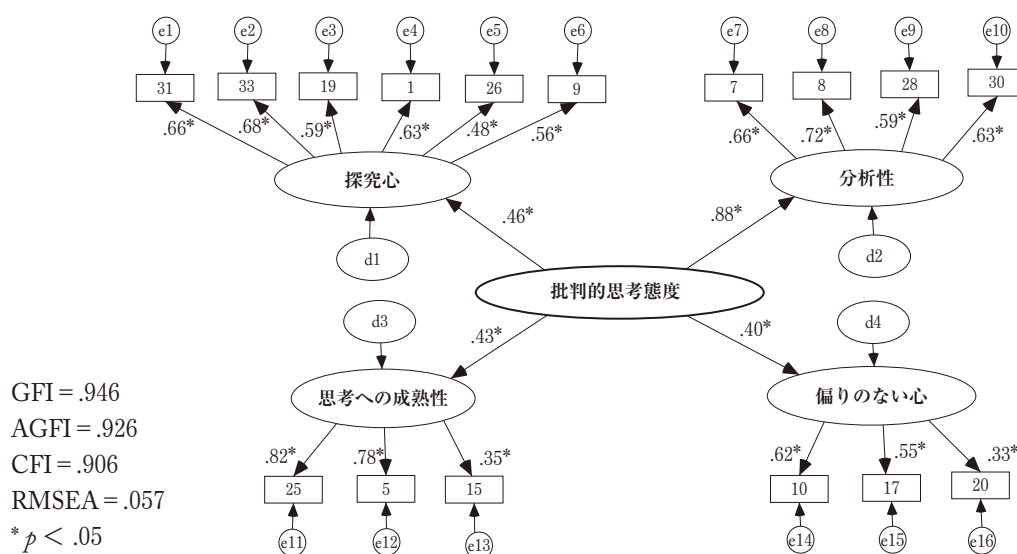 e1 e2 e3 e4 e5 e6 e7 e8 e9 e10
31 33 19 1 26 9 7 8 28 30
.66* .68* .59* .63* .48* .56* .66* .72* .59* .63*
探究心 分析性
.46* .88*
d1 d2
批判的思考態度
d3 d4
.43* .40*
思考への成熟性 偏りのない心
.82* .78* .35* .62* .55* .33*
25 5 15 10 17 20
e11 e12 e13 e14 e15 e16
GFI = .946
AGFI = .926
CFI = .906
RMSEA = .057
* p < .05